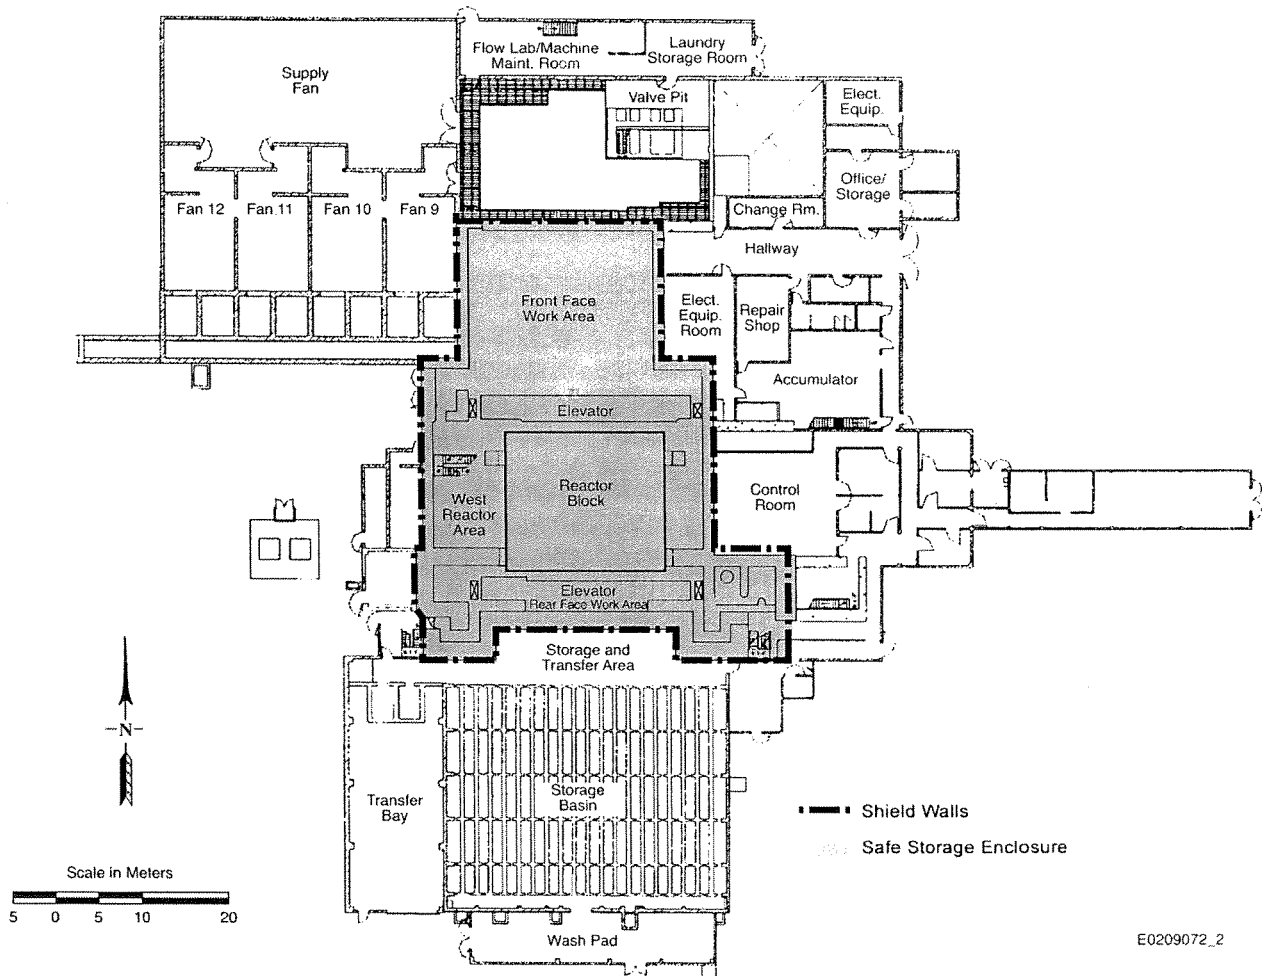 Flow Lab/Machine
Maint. Room
Laundry
Storage Room
Supply
Fan
Valve Pit
Elect.
Equip.
Office/
Storage
Fan 12
Fan 11
Fan 10
Fan 9
Change Rm.
Hallway
Front Face
Work Area
Elect.
Equip.
Room
Repair
Shop
Accumulator
Elevator
Reactor
Block
West
Reactor
Area
Control
Room
Elevator
Rear Face Work Area
Storage and
Transfer Area
N
Transfer
Bay
Storage
Basin
Shield Walls
Safe Storage Enclosure
Scale in Meters
5 0 5 10 20
Wash Pad
E0209072_2